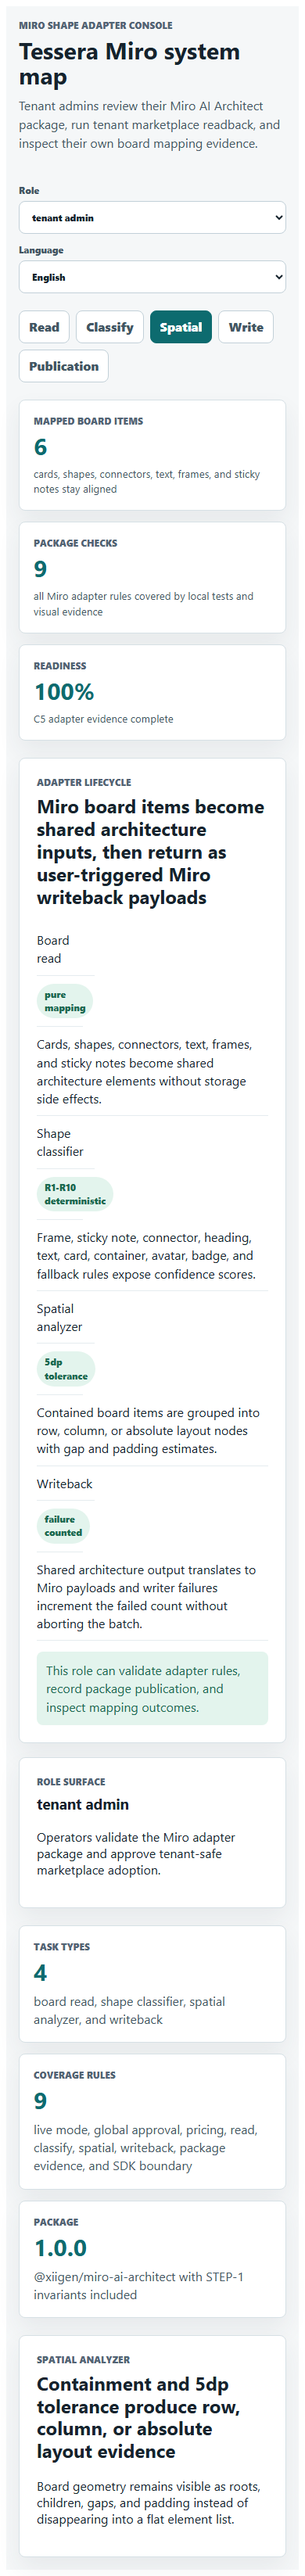 MIRO SHAPE ADAPTER CONSOLE
Tessera Miro system
map
Tenant admins review their Miro AI Architect
package, run tenant marketplace readback, and
inspect their own board mapping evidence.
Role
tenant admin
Language
English
Read
Classify
Spatial
Write
Publication
MAPPED BOARD ITEMS
6
cards, shapes, connectors, text, frames, and sticky
notes stay aligned
PACKAGE CHECKS
9
all Miro adapter rules covered by local tests and
visual evidence
READINESS
100%
C5 adapter evidence complete
ADAPTER LIFECYCLE
Miro board items become
shared architecture
inputs, then return as
user-triggered Miro
writeback payloads
Board
read
pure
mapping
Cards, shapes, connectors, text, frames,
and sticky notes become shared
architecture elements without storage
side effects.
Shape
classifier
R1-R10
deterministic
Frame, sticky note, connector, heading,
text, card, container, avatar, badge, and
fallback rules expose confidence scores.
Spatial
analyzer
5dp
tolerance
Contained board items are grouped into
row, column, or absolute layout nodes
with gap and padding estimates.
Writeback
failure
counted
Shared architecture output translates to
Miro payloads and writer failures
increment the failed count without
aborting the batch.
This role can validate adapter rules,
record package publication, and
inspect mapping outcomes.
ROLE SURFACE
tenant admin
Operators validate the Miro adapter
package and approve tenant-safe
marketplace adoption.
TASK TYPES
4
board read, shape classifier, spatial
analyzer, and writeback
COVERAGE RULES
9
live mode, global approval, pricing, read,
classify, spatial, writeback, package
evidence, and SDK boundary
PACKAGE
1.0.0
@xiigen/miro-ai-architect with STEP-1
invariants included
SPATIAL ANALYZER
Containment and 5dp
tolerance produce row,
column, or absolute
layout evidence
Board geometry remains visible as roots,
children, gaps, and padding instead of
disappearing into a flat element list.